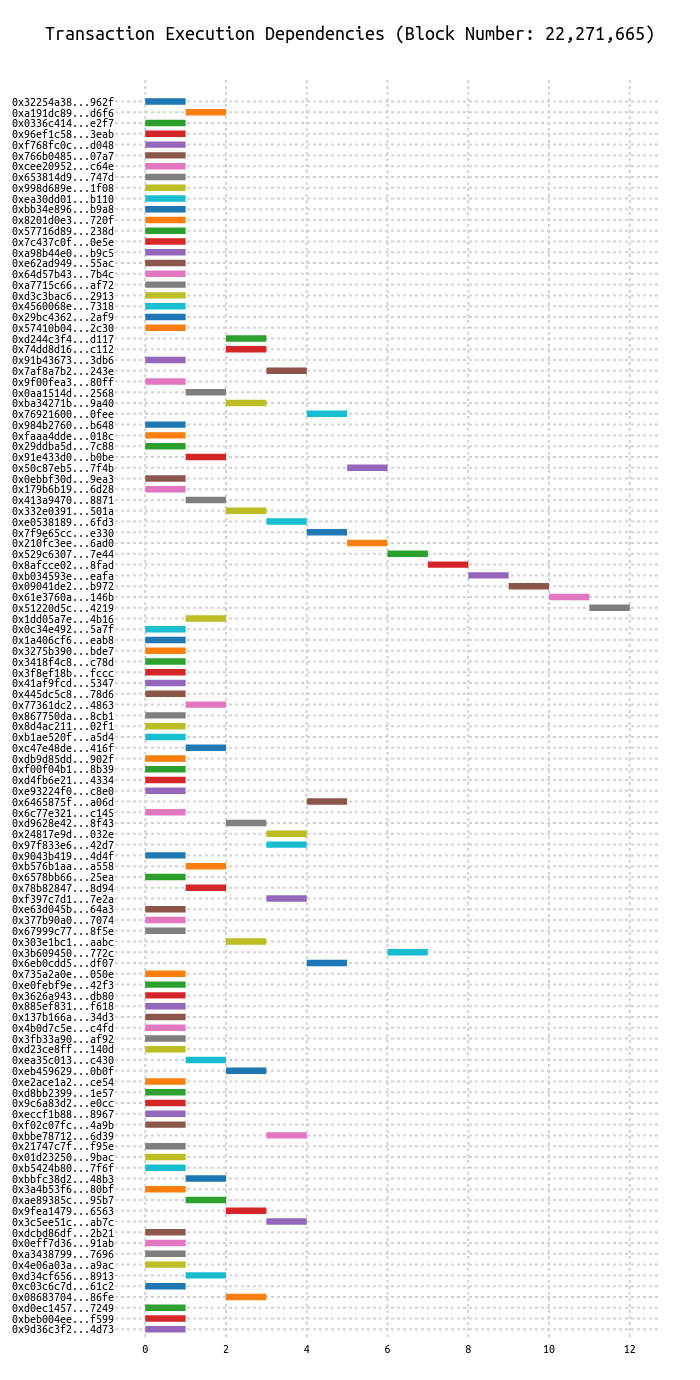 Transaction Execution Dependencies (Block Number: 22,271,665)
0x32254a38...962f
0xa191dc89...d6f6
0x0336c414...e2f7
0x96ef1c58...3eab
0xf768fc0c...d048
0x766b0485...07a7
0xcee20952...c64e
0x653814d9...747d
0x998d689e...1f08
0xea30dd01...b110
0xbb34e896...b9a8
0x8201d0e3...720f
0x57716d89...238d
0x7c437c0f...0e5e
0xa98b44e0...b9c5
0xe62ad949...55ac
0x64d57b43...7b4c
0xa7715c66...af72
0xd3c3bac6...2913
0x4560068e...7318
0x29bc4362...2af9
0x57410b04...2c30
0xd244c3f4...d117
0x74dd8d16...c112
0x91b43673...3db6
0x7af8a7b2...243e
0x9f00fea3...80ff
0x0aa1514d...2568
0xba34271b...9a40
0x76921600...0fee
0x984b2760...b648
0xfaaa4dde...018c
0x29ddba5d...7c88
0x91e433d0...b0be
0x50c87eb5...7f4b
0x0ebbf30d...9ea3
0x179b6b19...6d28
0x413a9470...8871
0x332e0391...501a
0xe0538189...6fd3
0x7f9e65cc...e330
0x210fc3ee...6ad0
0x529c6307...7e44
0x8afcce02...8fad
0xb034593e...eafa
0x09041de2...b972
0x61e3760a...146b
0x51220d5c...4219
0x1dd05a7e...4b16
0x0c34e492...5a7f
0x1a406cf6...eab8
0x3275b390...bde7
0x3418f4c8...c78d
0x3f8ef18b...fccc
0x41af9fcd...5347
0x445dc5c8...78d6
0x77361dc2...4863
0x867750da...8cb1
0x8d4ac211...02f1
0xb1ae520f...a5d4
0xc47e48de...416f
0xdb9d85dd...902f
0xf00f04b1...8b39
0xd4fb6e21...4334
0xe93224f0...c8e0
0x6465875f...a06d
0x6c77e321...c145
0xd9628e42...8f43
0x24817e9d...032e
0x97f833e6...42d7
0x9043b419...4d4f
0xb576b1aa...a558
0x6578bb66...25ea
0x78b82847...8d94
0xf397c7d1...7e2a
0xe63d045b...64a3
0x377b90a0...7074
0x67999c77...8f5e
0x303e1bc1...aabc
0x3b609450...772c
0x6eb0cdd5...df07
0x735a2a0e...050e
0xe0febf9e...42f3
0x3626a943...db80
0x885ef831...f618
0x137b166a...34d3
0x4b0d7c5e...c4fd
0x3fb33a90...af92
0xd23ce8ff...140d
0xea35c013...c430
0xeb459629...0b0f
0xe2ace1a2...ce54
0xd8bb2399...1e57
0x9c6a83d2...e0cc
0xeccf1b88...8967
0xf02c07fc...4a9b
0xbbe78712...6d39
0x21747c7f...f95e
0x01d23250...9bac
0xb5424b80...7f6f
0xbbfc38d2...48b3
0x3a4b53f6...80bf
0xae89385c...95b7
0x9fea1479...6563
0x3c5ee51c...ab7c
0xdcbd86df...2b21
0x0eff7d36...91ab
0xa3438799...7696
0x4e06a03a...a9ac
0xd34cf656...8913
0xc03c6c7d...61c2
0x08683704...86fe
0xd0ec1457...7249
0xbeb004ee...f599
0x9d36c3f2...4d73
0 2 4 6 8 10 12